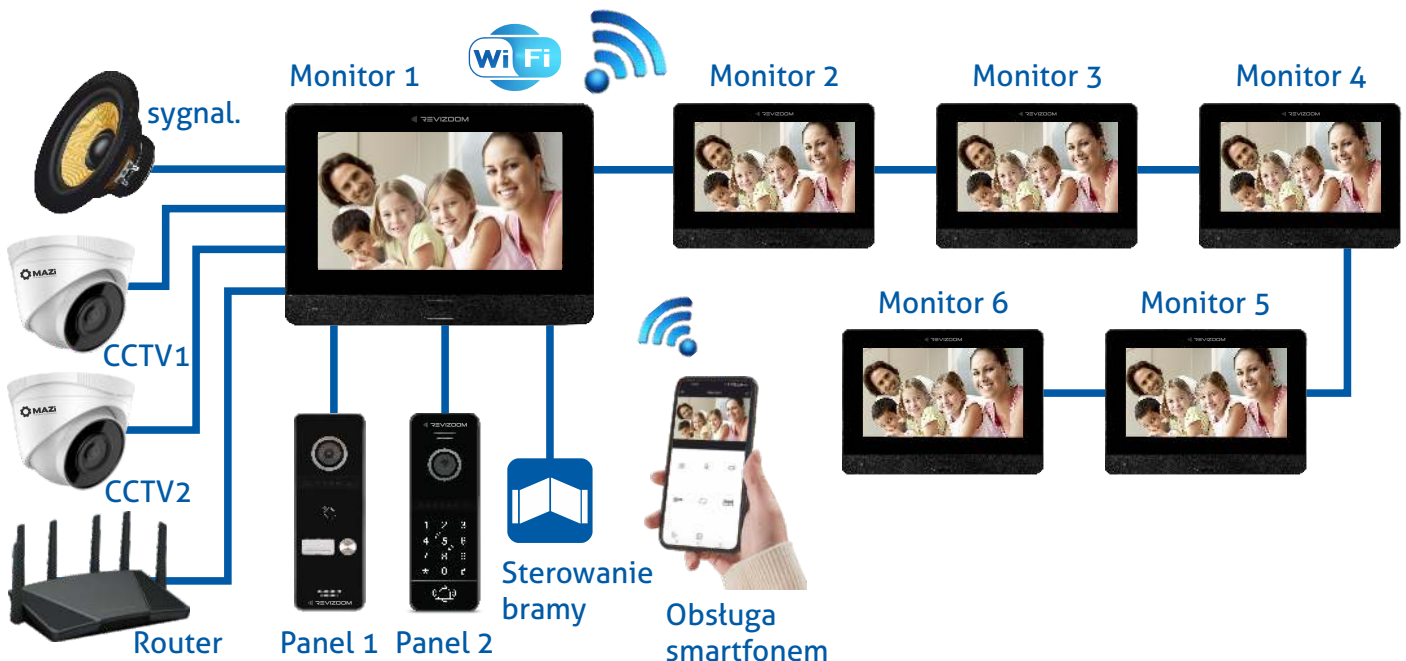 Wi Fi
Monitor 1
Monitor 2
Monitor 3
Monitor 4
sygnal.
REVIZOOM
REVIZOOM
REVIZOOM
REVIZOOM
MAZi
CCTV1
Monitor 6
Monitor 5
REVIZOOM
REVIZOOM
MAZi
CCTV2
REVIZOOM
1 2 3
4 5 6
7 8
* 0
REVIZOOM
Sterowanie
bramy
Obsługa
smartfonem
Router
Panel 1
Panel 2